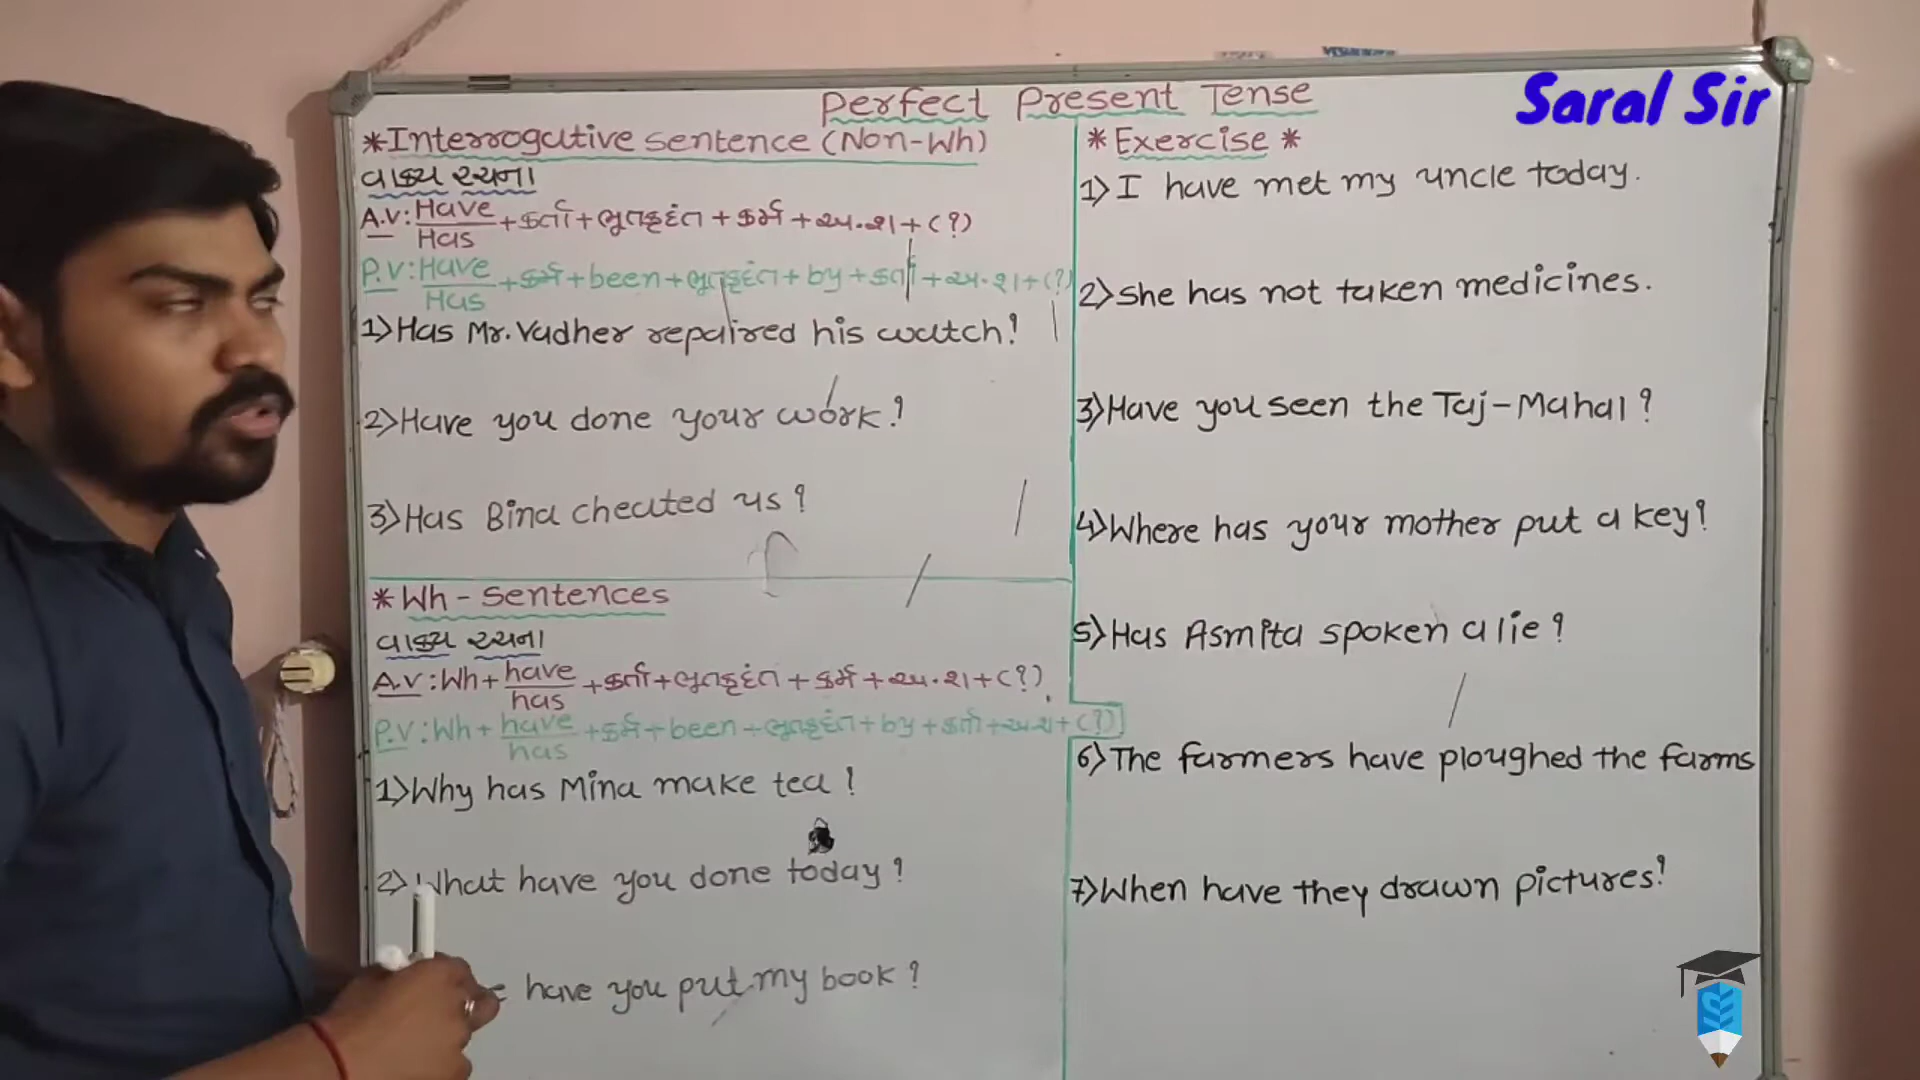 Perfect Present Tense
Saral Sir
*Interrogative sentence (Non-Wh)
વાક્ય રચના
A.V: Have/Has + કર્તા + ભૂતકૃદંત + કર્મ + અ.શ + (?)
P.V: Have/Has + કર્મ + been + ભૂતકૃદંત + by + કર્તા + અ.શ + (?)
1) Has Mr. Vadher repaired his watch?
2) Have you done your work?
3) Has Bina cheated us?
* Wh - Sentences
વાક્ય રચના
A.V: Wh + have/has + કર્તા + ભૂતકૃદંત + કર્મ + અ.શ + (?)
P.V: Wh + have/has + કર્મ + been + ભૂતકૃદંત + by + કર્તા + અ.શ + (?)
1) Why has Mina make tea?
2) What have you done today?
have you put my book?
* Exercise *
1) I have met my uncle today.
2) She has not taken medicines.
3) Have you seen the Taj-Mahal?
4) Where has your mother put a key?
5) Has Asmita spoken a lie?
6) The farmers have ploughed the farms
7) When have they drawn pictures?